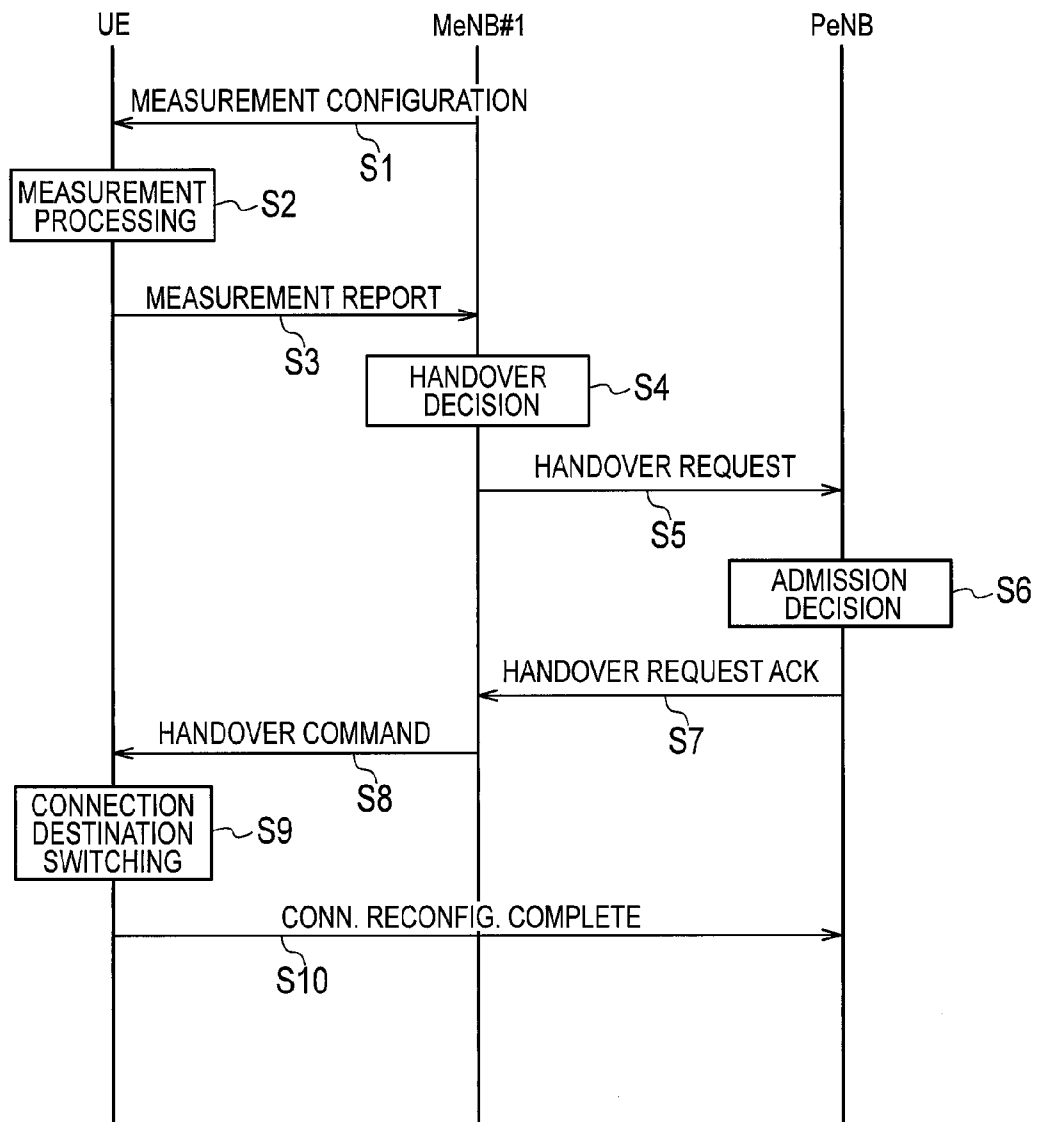 UE
MeNB#1
PeNB
MEASUREMENT CONFIGURATION
S1
MEASUREMENT
PROCESSING
S2
MEASUREMENT REPORT
S3
HANDOVER
DECISION
S4
HANDOVER REQUEST
S5
ADMISSION
DECISION
S6
HANDOVER REQUEST ACK
S7
HANDOVER COMMAND
S8
CONNECTION
DESTINATION
SWITCHING
S9
CONN. RECONFIG. COMPLETE
S10